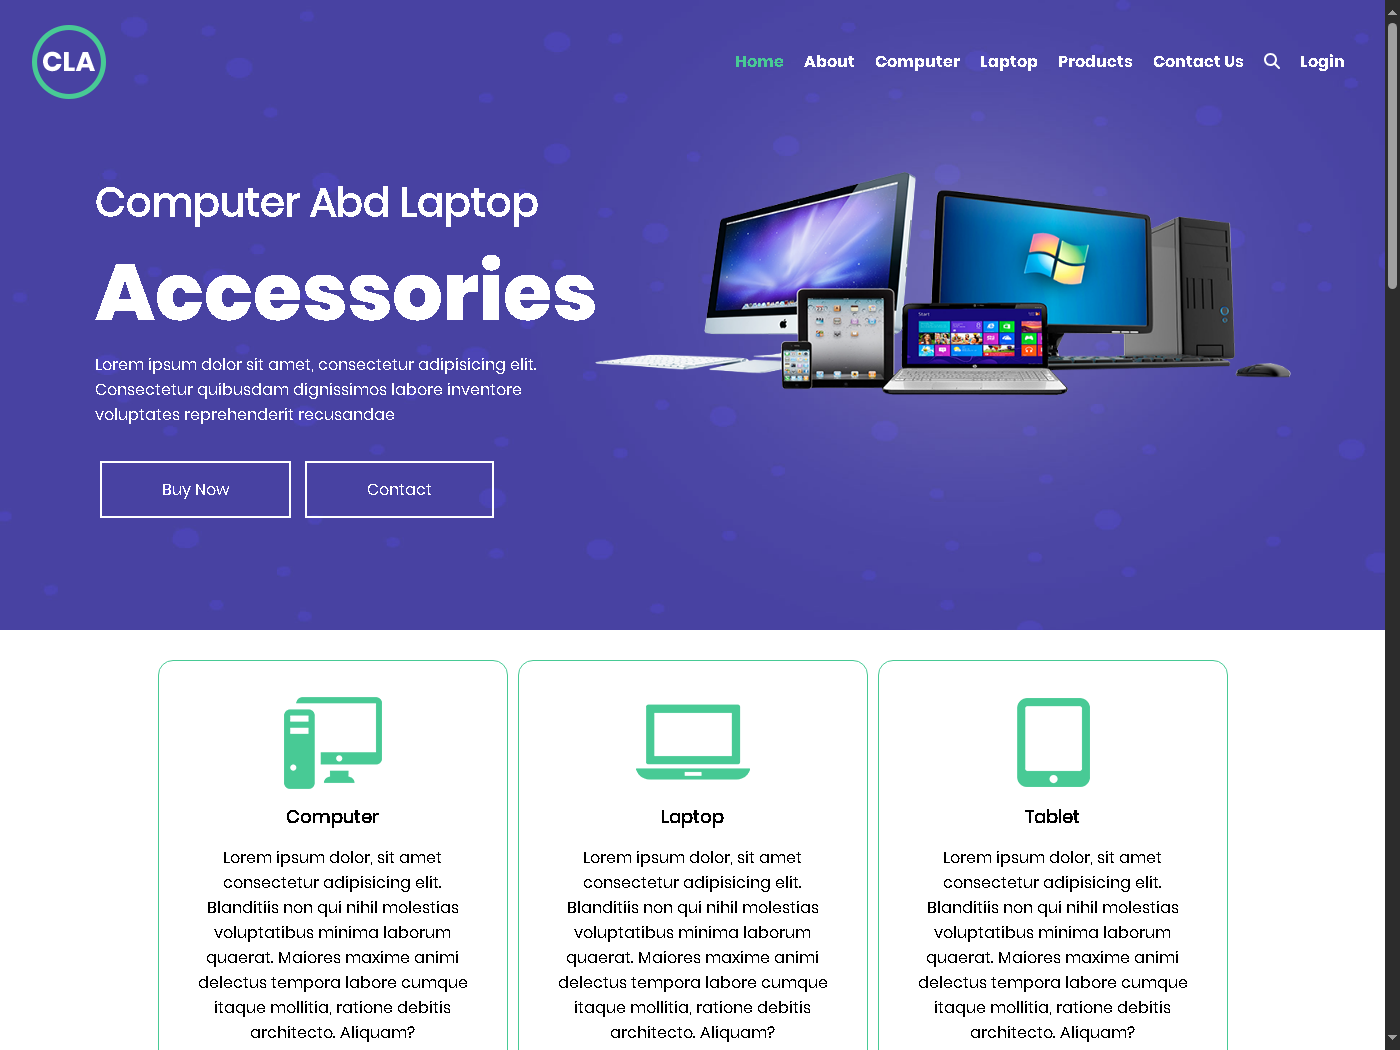 CLA
Home About Computer Laptop Products Contact Us Login
Computer Abd Laptop
Accessories
Lorem ipsum dolor sit amet, consectetur adipisicing elit.
Consectetur quibusdam dignissimos labore inventore
voluptates reprehenderit recusandae
Start
Buy Now Contact
Computer
Lorem ipsum dolor, sit amet
consectetur adipisicing elit.
Blanditiis non qui nihil molestias
voluptatibus minima laborum
quaerat. Maiores maxime animi
delectus tempora labore cumque
itaque mollitia, ratione debitis
architecto. Aliquam?
Laptop
Lorem ipsum dolor, sit amet
consectetur adipisicing elit.
Blanditiis non qui nihil molestias
voluptatibus minima laborum
quaerat. Maiores maxime animi
delectus tempora labore cumque
itaque mollitia, ratione debitis
architecto. Aliquam?
Tablet
Lorem ipsum dolor, sit amet
consectetur adipisicing elit.
Blanditiis non qui nihil molestias
voluptatibus minima laborum
quaerat. Maiores maxime animi
delectus tempora labore cumque
itaque mollitia, ratione debitis
architecto. Aliquam?